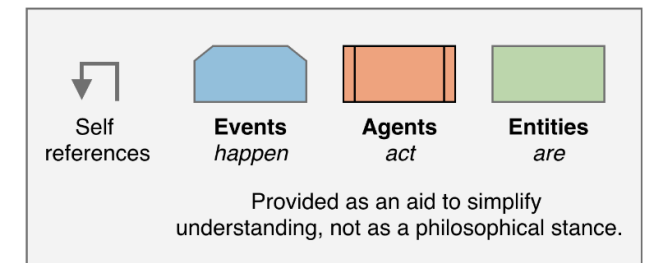 Self
references
Events
happen
Agents
act
Entities
are
Provided as an aid to simplify
understanding, not as a philosophical stance.